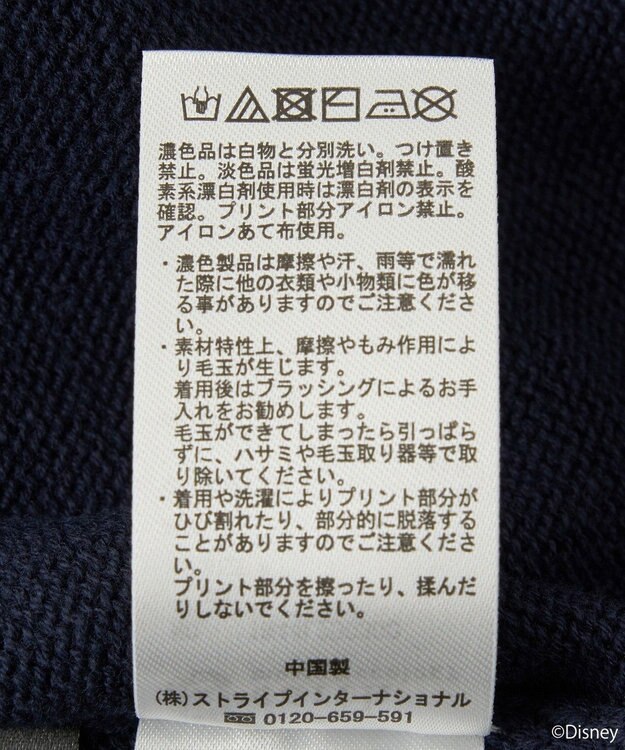 濃色品は白物と分別洗い。つけ置き
禁止。淡色品は蛍光増白剤禁止。酸
素系漂白剤使用時は漂白剤の表示を
確認。プリント部分アイロン禁止。
アイロンあて布使用。
・濃色製品は摩擦や汗、雨等で濡れ
た際に他の衣類や小物類に色が移
る事がありますのでご注意くださ
い。
・素材特性上、摩擦やもみ作用によ
り毛玉が生じます。
着用後はブラッシングによるお手
入れをお勧めします。
毛玉ができてしまったら引っぱら
ずに、ハサミや毛玉取り器等で取
り除いてください。
・着用や洗濯によりプリント部分が
ひび割れたり、部分的に脱落する
ことがありますのでご注意くださ
い。
プリント部分を擦ったり、揉んだ
りしないでください。
中国製
(株)ストライプインターナショナル
0120-659-591
©Disney